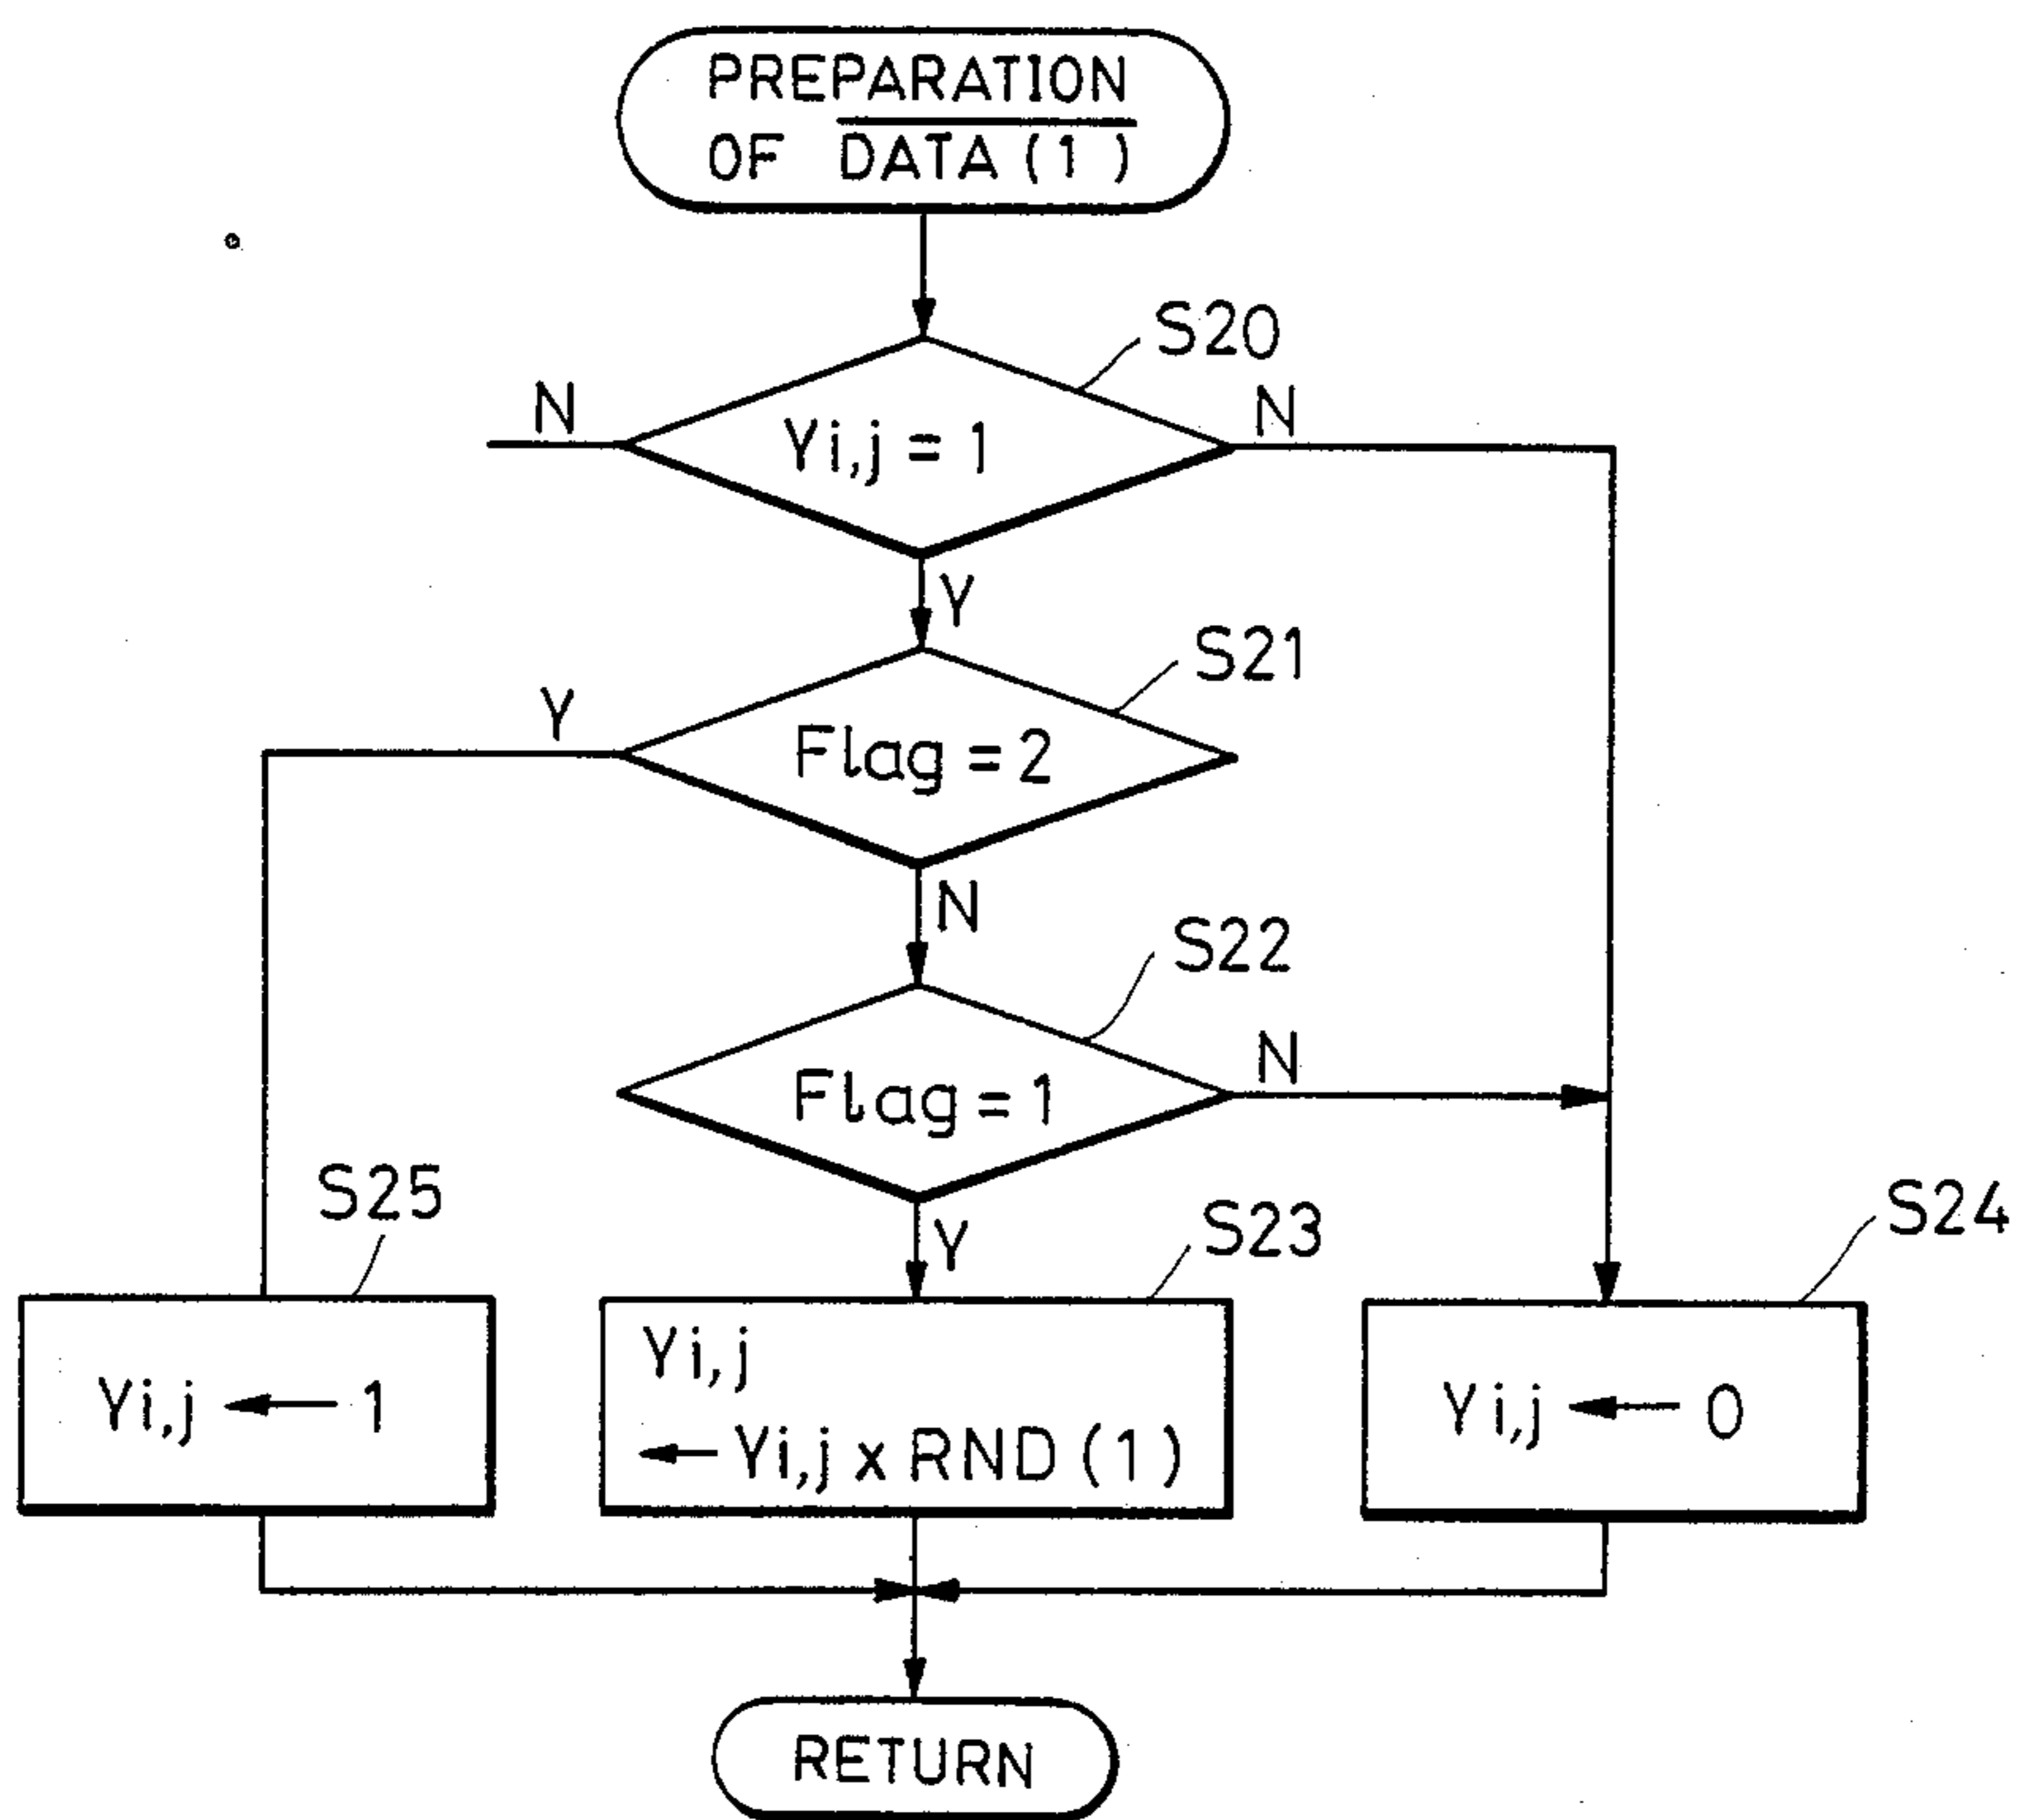 PREPARATION
OF DATA(1)
S20
N
Yi,j = 1
N
Y
S21
Y
Flag = 2
N
S22
Flag = 1
N
Y
S25
S23
S24
Yi,j ← 1
Yi,j
← Yi,j x RND(1)
Yi,j ← 0
RETURN